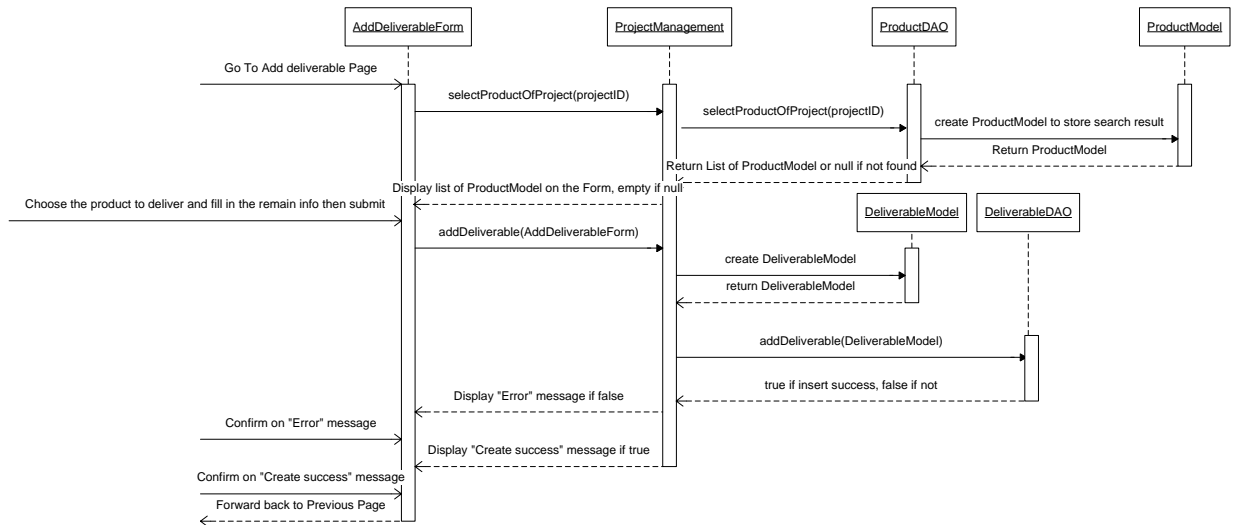 AddDeliverableForm
ProjectManagement
ProductDAO
ProductModel
Go To Add deliverable Page
selectProductOfProject(projectID)
selectProductOfProject(projectID)
create ProductModel to store search result
Return ProductModel
Return List of ProductModel or null if not found
Display list of ProductModel on the Form, empty if null
Choose the product to deliver and fill in the remain info then submit
DeliverableModel
DeliverableDAO
addDeliverable(AddDeliverableForm)
create DeliverableModel
return DeliverableModel
addDeliverable(DeliverableModel)
true if insert success, false if not
Display "Error" message if false
Confirm on "Error" message
Display "Create success" message if true
Confirm on "Create success" message
Forward back to Previous Page